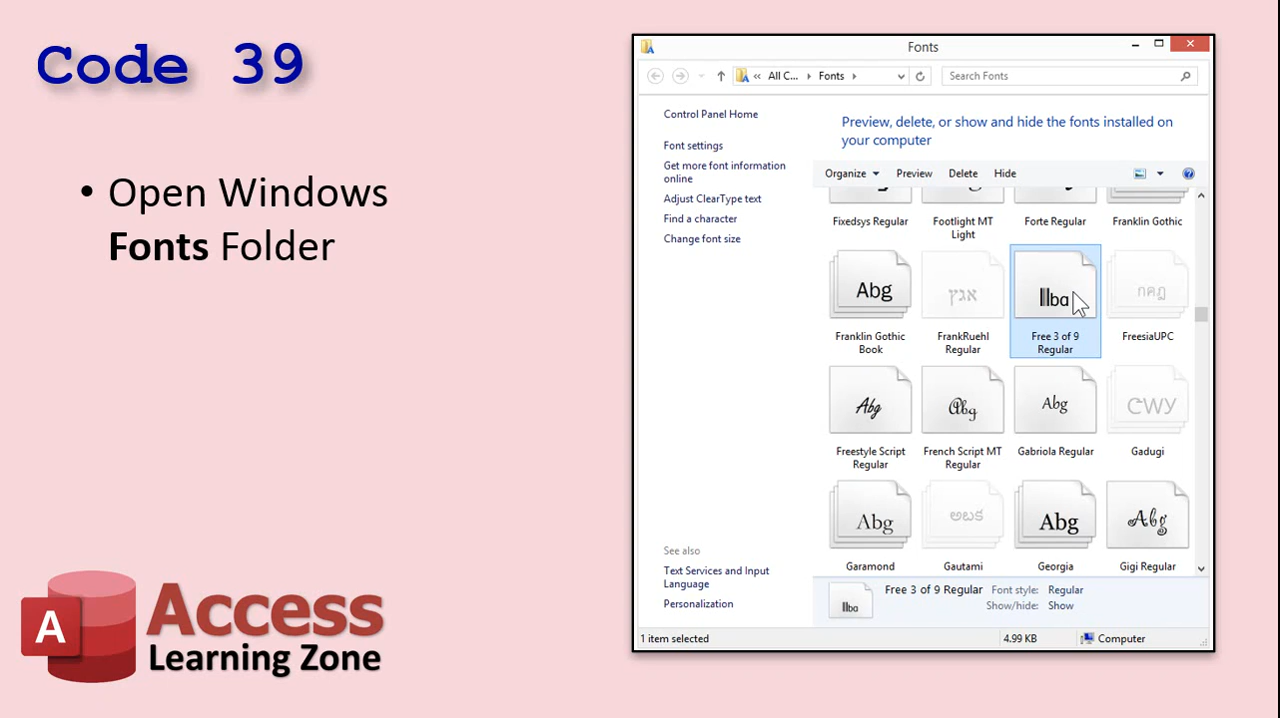 Code 39
• Open Windows
Fonts Folder
A
Access
Learning Zone
Fonts
« All C... Fonts
Search Fonts
Control Panel Home
Font settings
Get more font information
online
Adjust ClearType text
Find a character
Change font size
See also
Text Services and Input
Language
Personalization
Preview, delete, or show and hide the fonts installed on
your computer
Organize Preview Delete Hide
Fixedsys Regular
Footlight MT
Light
Forte Regular
Franklin Gothic
Abg
אבץ
Franklin Gothic
Book
FrankRuehl
Regular
Free 3 of 9
Regular
FreesiaUPC
กคฎ
Abg Abg Abg CWY
Freestyle Script
Regular
French Script MT
Regular
Gabriola Regular
Gadugi
Abg Abg Abg
Garamond
Gautami
Georgia
Gigi Regular
Free 3 of 9 Regular
Font style: Regular
Show/hide: Show
1 item selected
4.99 KB
Computer